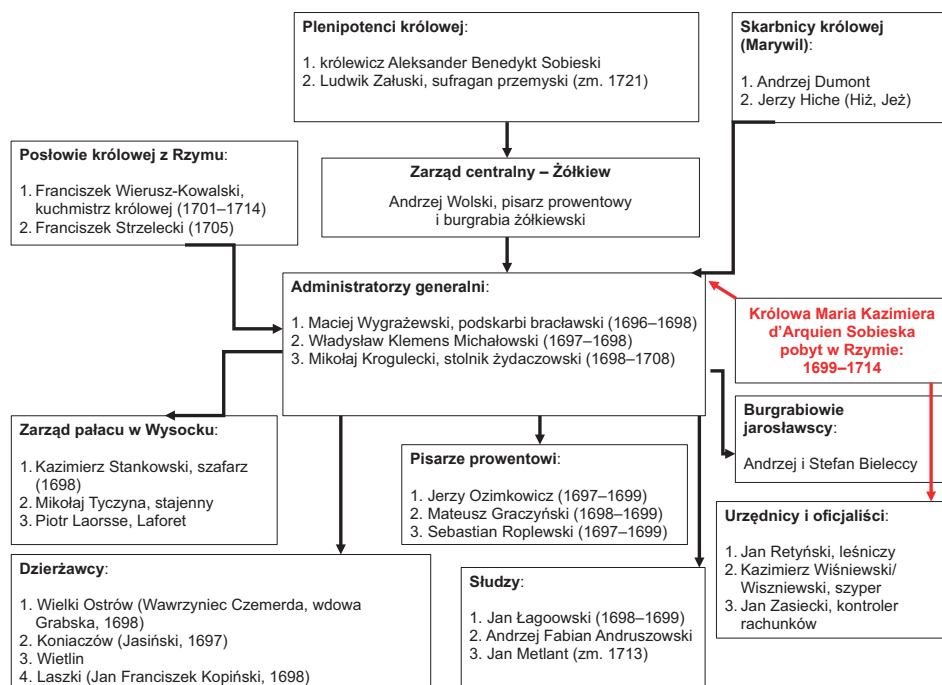 Plenipotenci królowej:
1. królewicz Aleksander Benedykt Sobieski
2. Ludwik Załuski, sufragan przemyski (zm. 1721)
Skarbnicy królowej
(Marywil):
1. Andrzej Dumont
2. Jerzy Hiche (Hiż, Jeż)
Posłowie królowej z Rzymu:
1. Franciszek Wierusz-Kowalski,
kuchmistrz królowej (1701–1714)
2. Franciszek Strzelecki (1705)
Zarząd centralny – Żółkiew
Andrzej Wolski, pisarz prowentowy
i burgrabia żółkiewski
Administratorzy generalni:
1. Maciej Wygrażewski, podskarbi bracławski (1696–1698)
2. Władysław Klemens Michałowski (1697–1698)
3. Mikołaj Krogulecki, stolnik żydaczowski (1698–1708)
Królowa Maria Kazimiera
d’Arquien Sobieska
pobyt w Rzymie:
1699–1714
Zarząd pałacu w Wysocku:
1. Kazimierz Stankowski, szafarz
(1698)
2. Mikołaj Tyczyna, stajenny
3. Piotr Laorsse, Laforet
Pisarze prowentowi:
1. Jerzy Ozimkowicz (1697–1699)
2. Mateusz Graczyński (1698–1699)
3. Sebastian Roplewski (1697–1699)
Burgrabiowie
jarosławscy:
Andrzej i Stefan Bieleccy
Urzędnicy i oficjaliści:
1. Jan Retyński, leśniczy
2. Kazimierz Wiśniewski/
Wiszniewski, szyper
3. Jan Zasiecki, kontroler
rachunków
Dzierżawcy:
1. Wielki Ostrów (Wawrzyniec Czemerda, wdowa
Grabska, 1698)
2. Koniaczów (Jasiński, 1697)
3. Wietlin
4. Laszki (Jan Franciszek Kopiński, 1698)
Słudzy:
1. Jan Łagoowski (1698–1699)
2. Andrzej Fabian Andruszowski
3. Jan Metlant (zm. 1713)